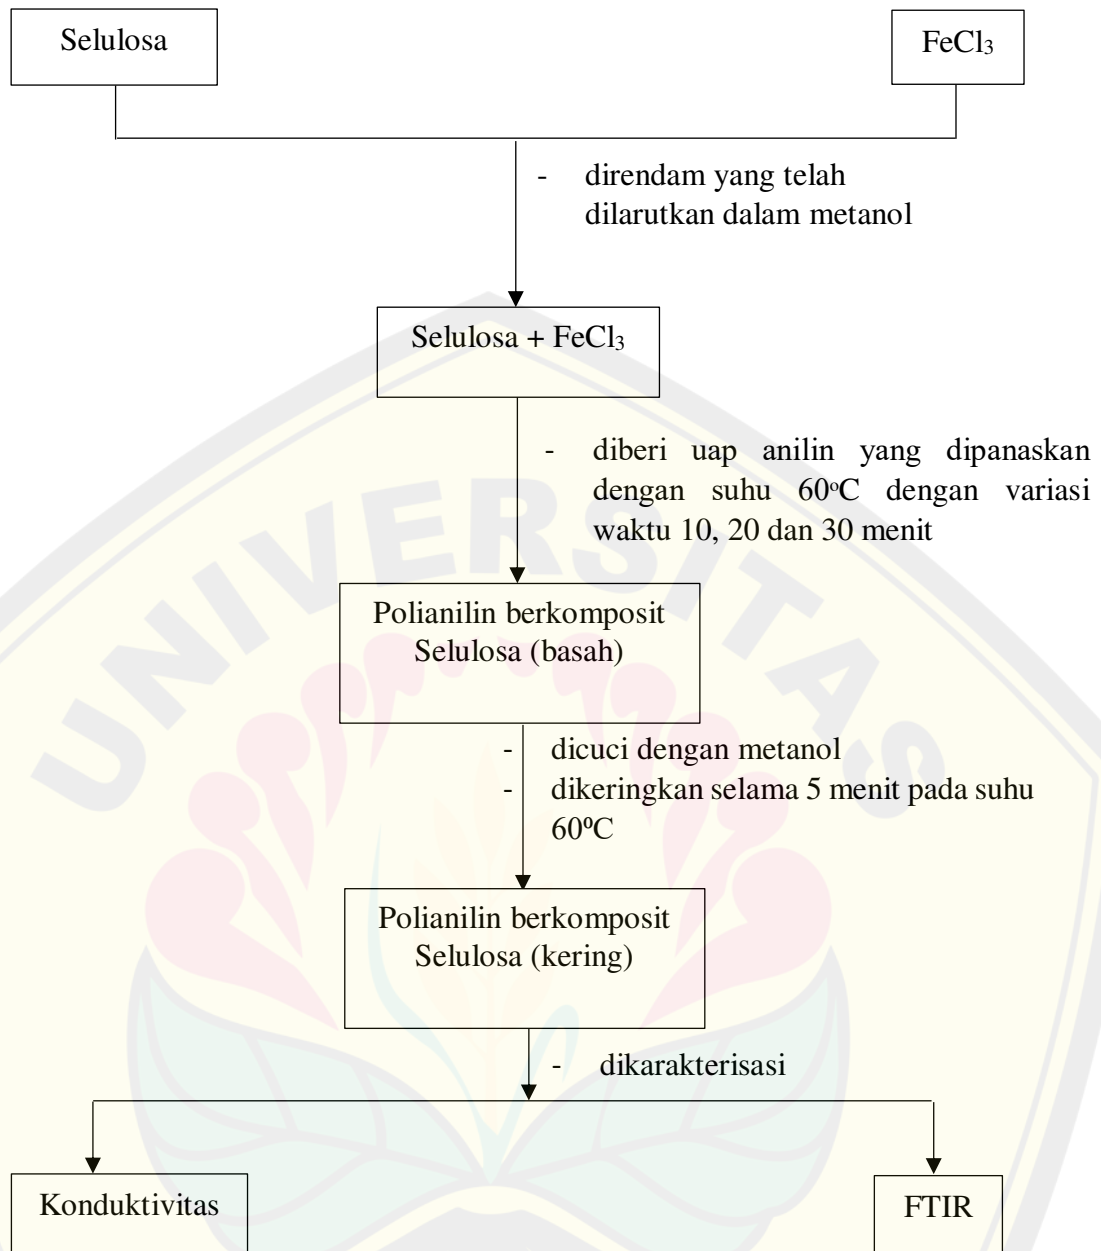 Selulosa
FeCl₃
- direndam yang telah
dilarutkan dalam metanol
Selulosa + FeCl₃
- diberi uap anilin yang dipanaskan
dengan suhu 60ᵒC dengan variasi
waktu 10, 20 dan 30 menit
UNIVERSITAS
Polianilin berkomposit
Selulosa (basah)
- dicuci dengan metanol
- dikeringkan selama 5 menit pada suhu
60⁰C
Polianilin berkomposit
Selulosa (kering)
- dikarakterisasi
Konduktivitas
FTIR